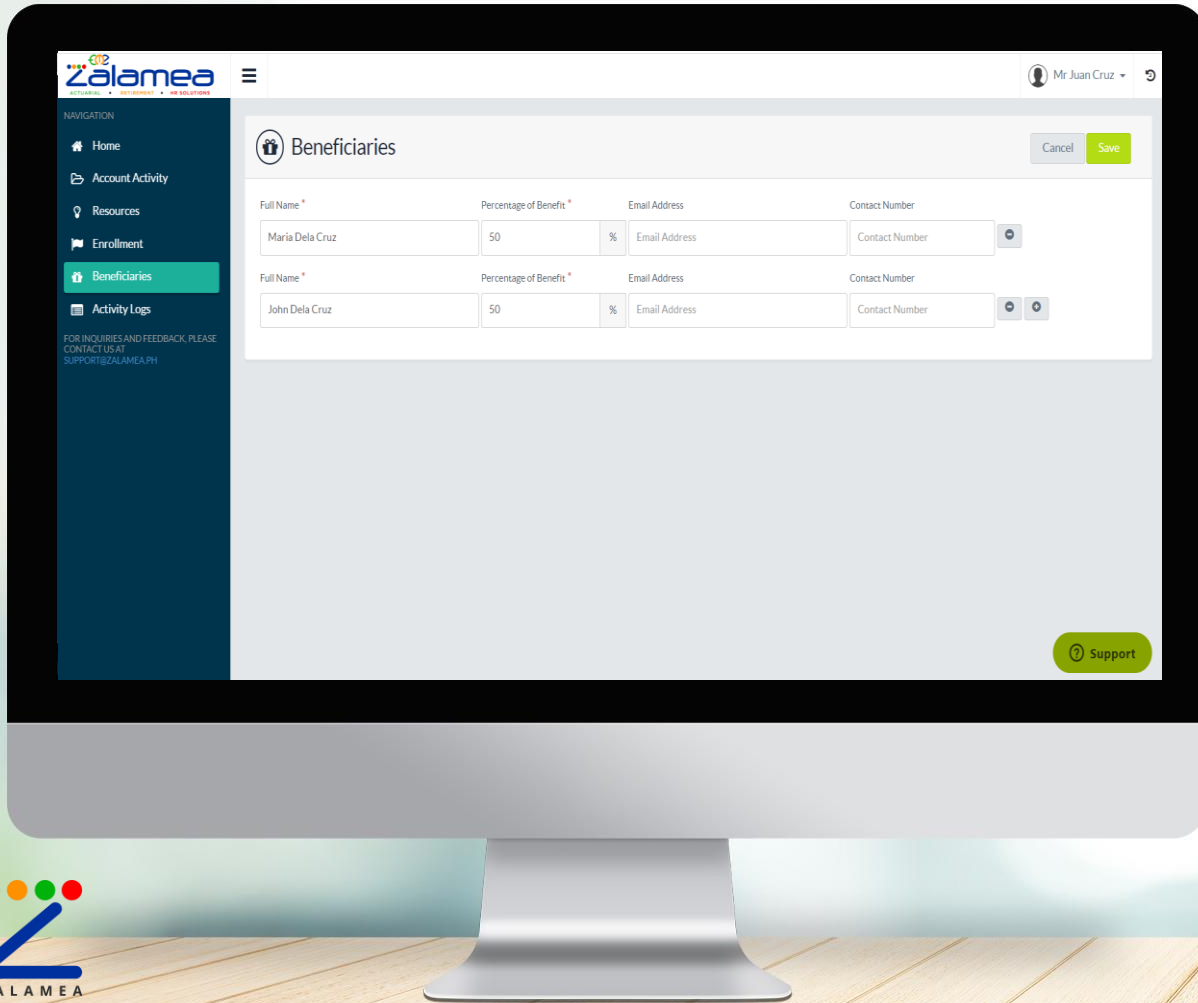 Zalamea
ACTUARIAL • RETIREMENT • HR SOLUTIONS
Mr Juan Cruz
NAVIGATION
Home
Account Activity
Resources
Enrollment
Beneficiaries
Activity Logs
FOR INQUIRIES AND FEEDBACK, PLEASE
CONTACT US AT
SUPPORT@ZALAMEA.PH
Beneficiaries
Cancel Save
Full Name * Percentage of Benefit * Email Address Contact Number
Maria Dela Cruz 50 % Email Address Contact Number
Full Name * Percentage of Benefit * Email Address Contact Number
John Dela Cruz 50 % Email Address Contact Number
Support
ALAMEA